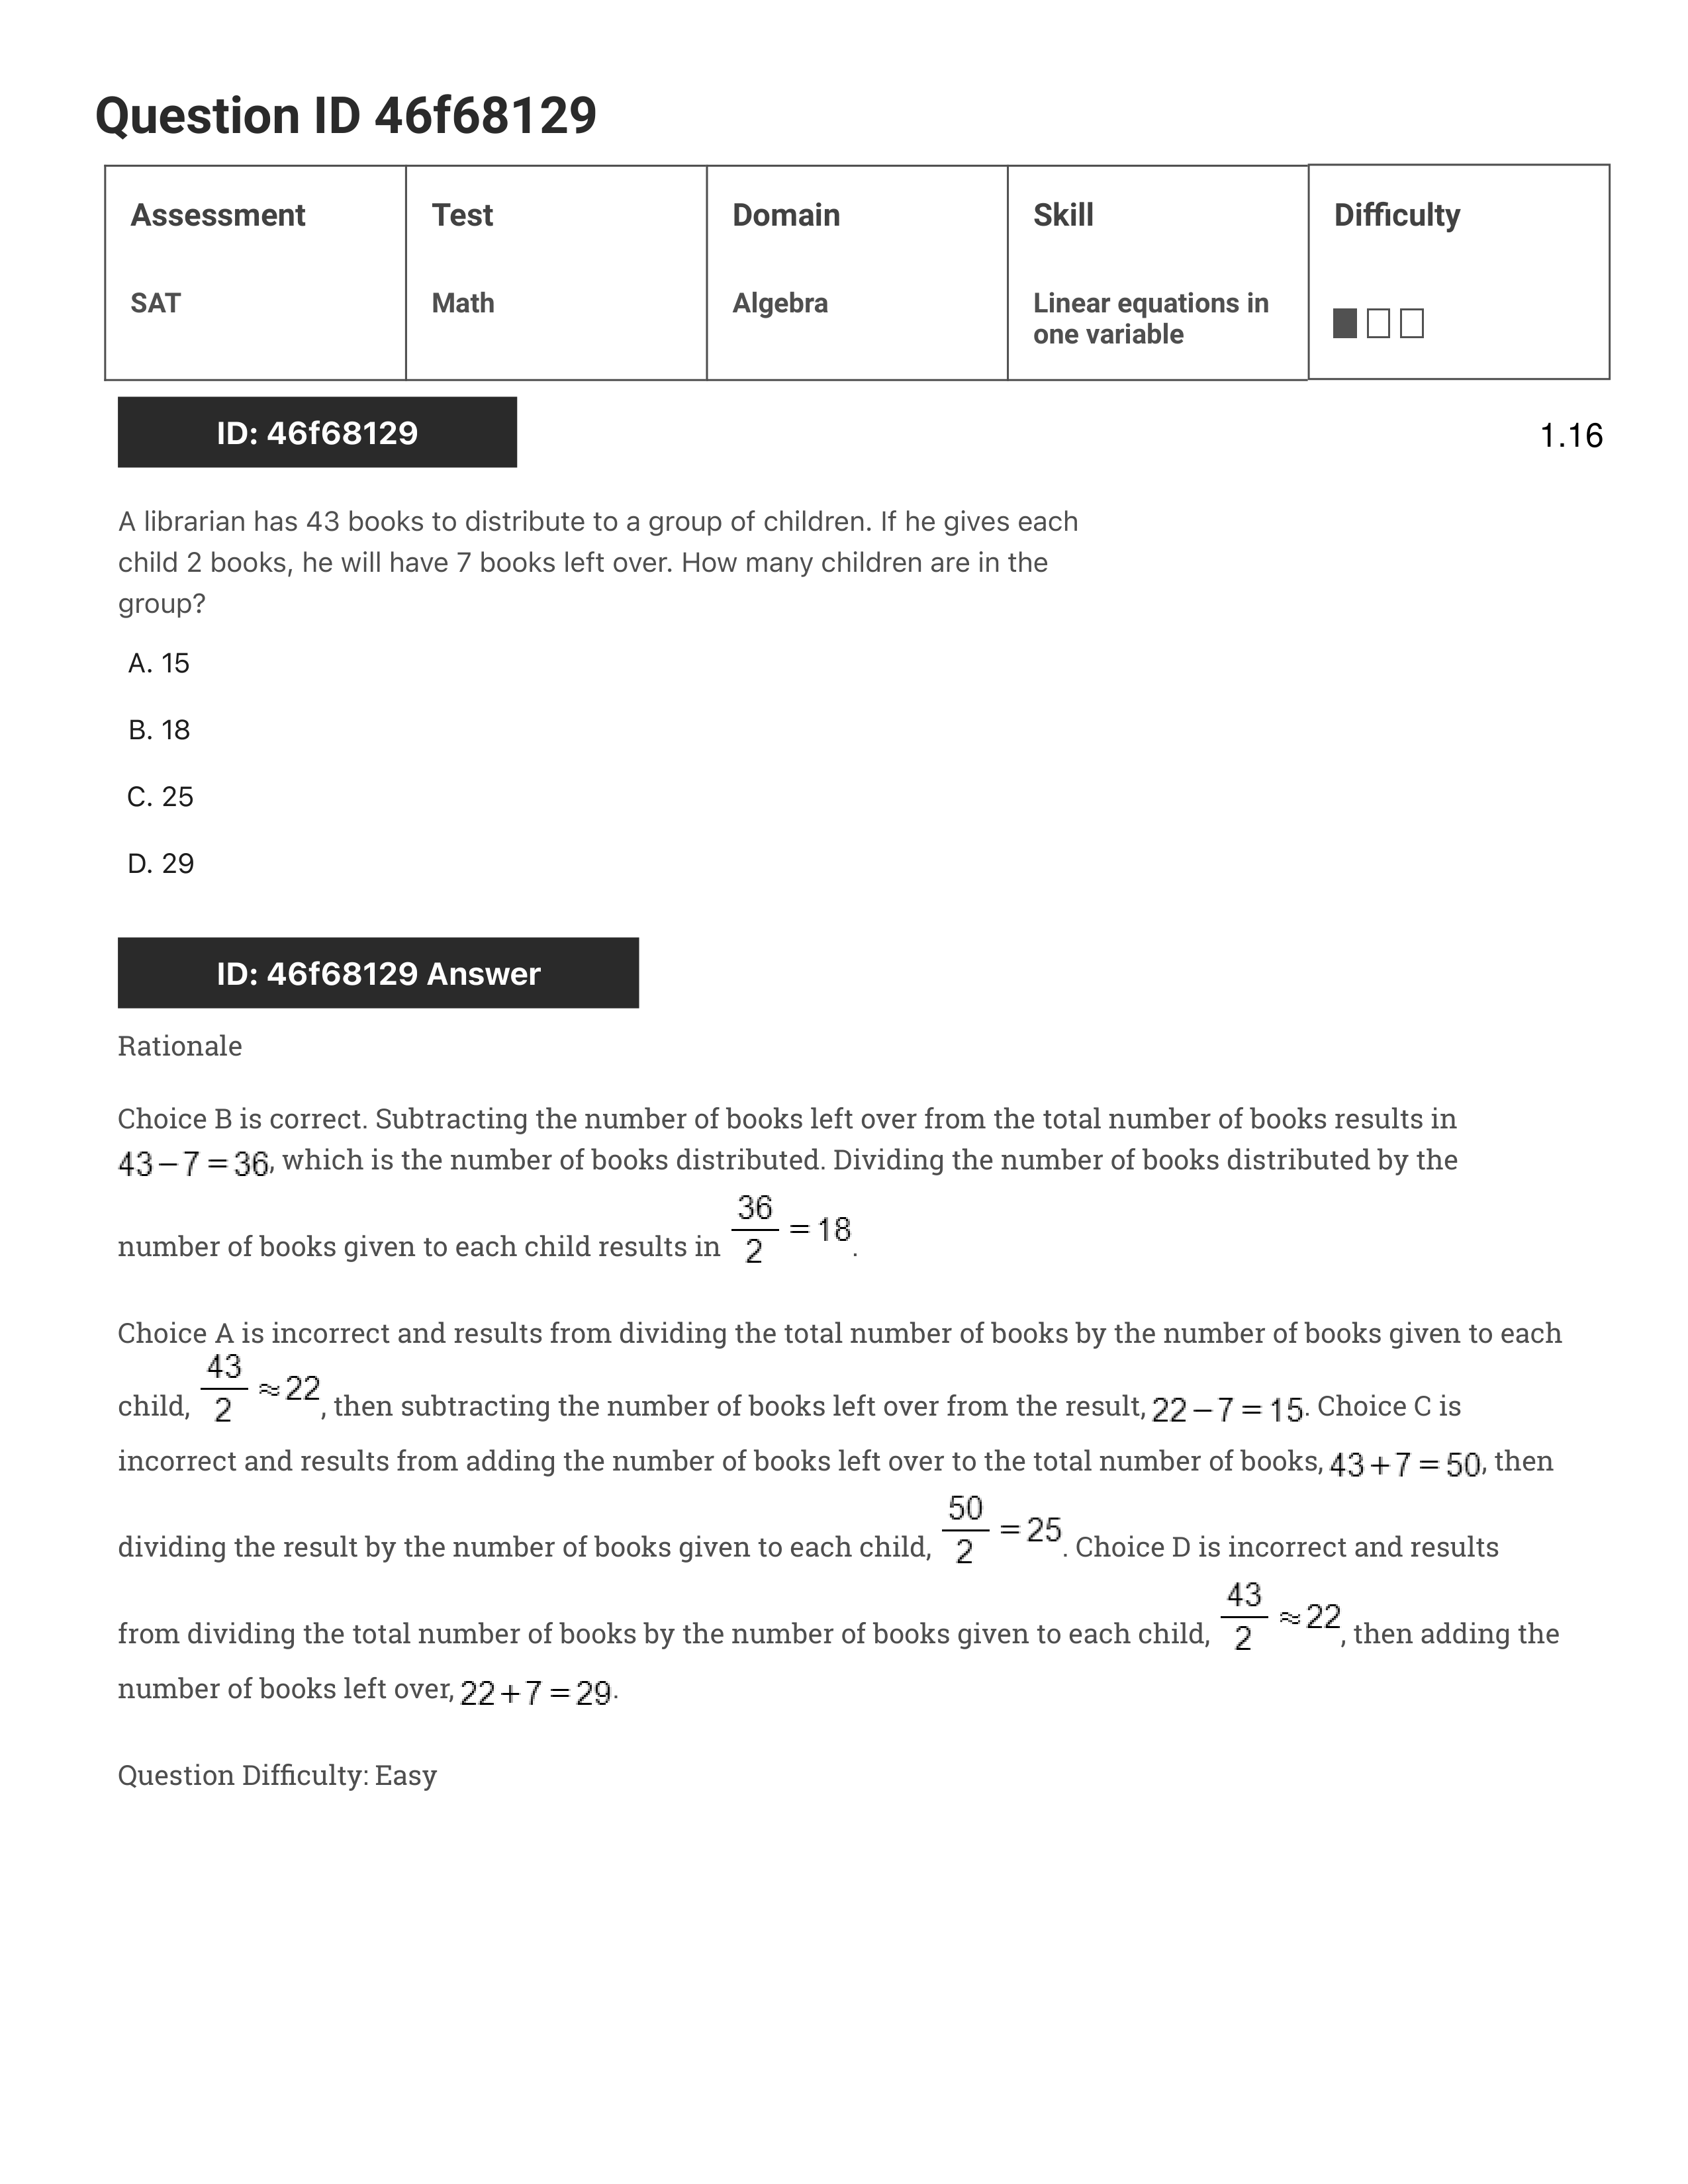 Question ID 46f68129
Assessment
Test
Domain
Skill
Difficulty
SAT
Math
Algebra
Linear equations in
one variable
ID: 46f68129
1.16
A librarian has 43 books to distribute to a group of children. If he gives each
child 2 books, he will have 7 books left over. How many children are in the
group?
A. 15
B. 18
C. 25
D. 29
ID: 46f68129 Answer
Rationale
Choice B is correct. Subtracting the number of books left over from the total number of books results in
43 − 7 = 36, which is the number of books distributed. Dividing the number of books distributed by the
number of books given to each child results in 36/2 = 18.
Choice A is incorrect and results from dividing the total number of books by the number of books given to each
child, 43/2 ≈ 22, then subtracting the number of books left over from the result, 22 − 7 = 15. Choice C is
incorrect and results from adding the number of books left over to the total number of books, 43 + 7 = 50, then
dividing the result by the number of books given to each child, 50/2 = 25. Choice D is incorrect and results
from dividing the total number of books by the number of books given to each child, 43/2 ≈ 22, then adding the
number of books left over, 22 + 7 = 29.
Question Difficulty: Easy